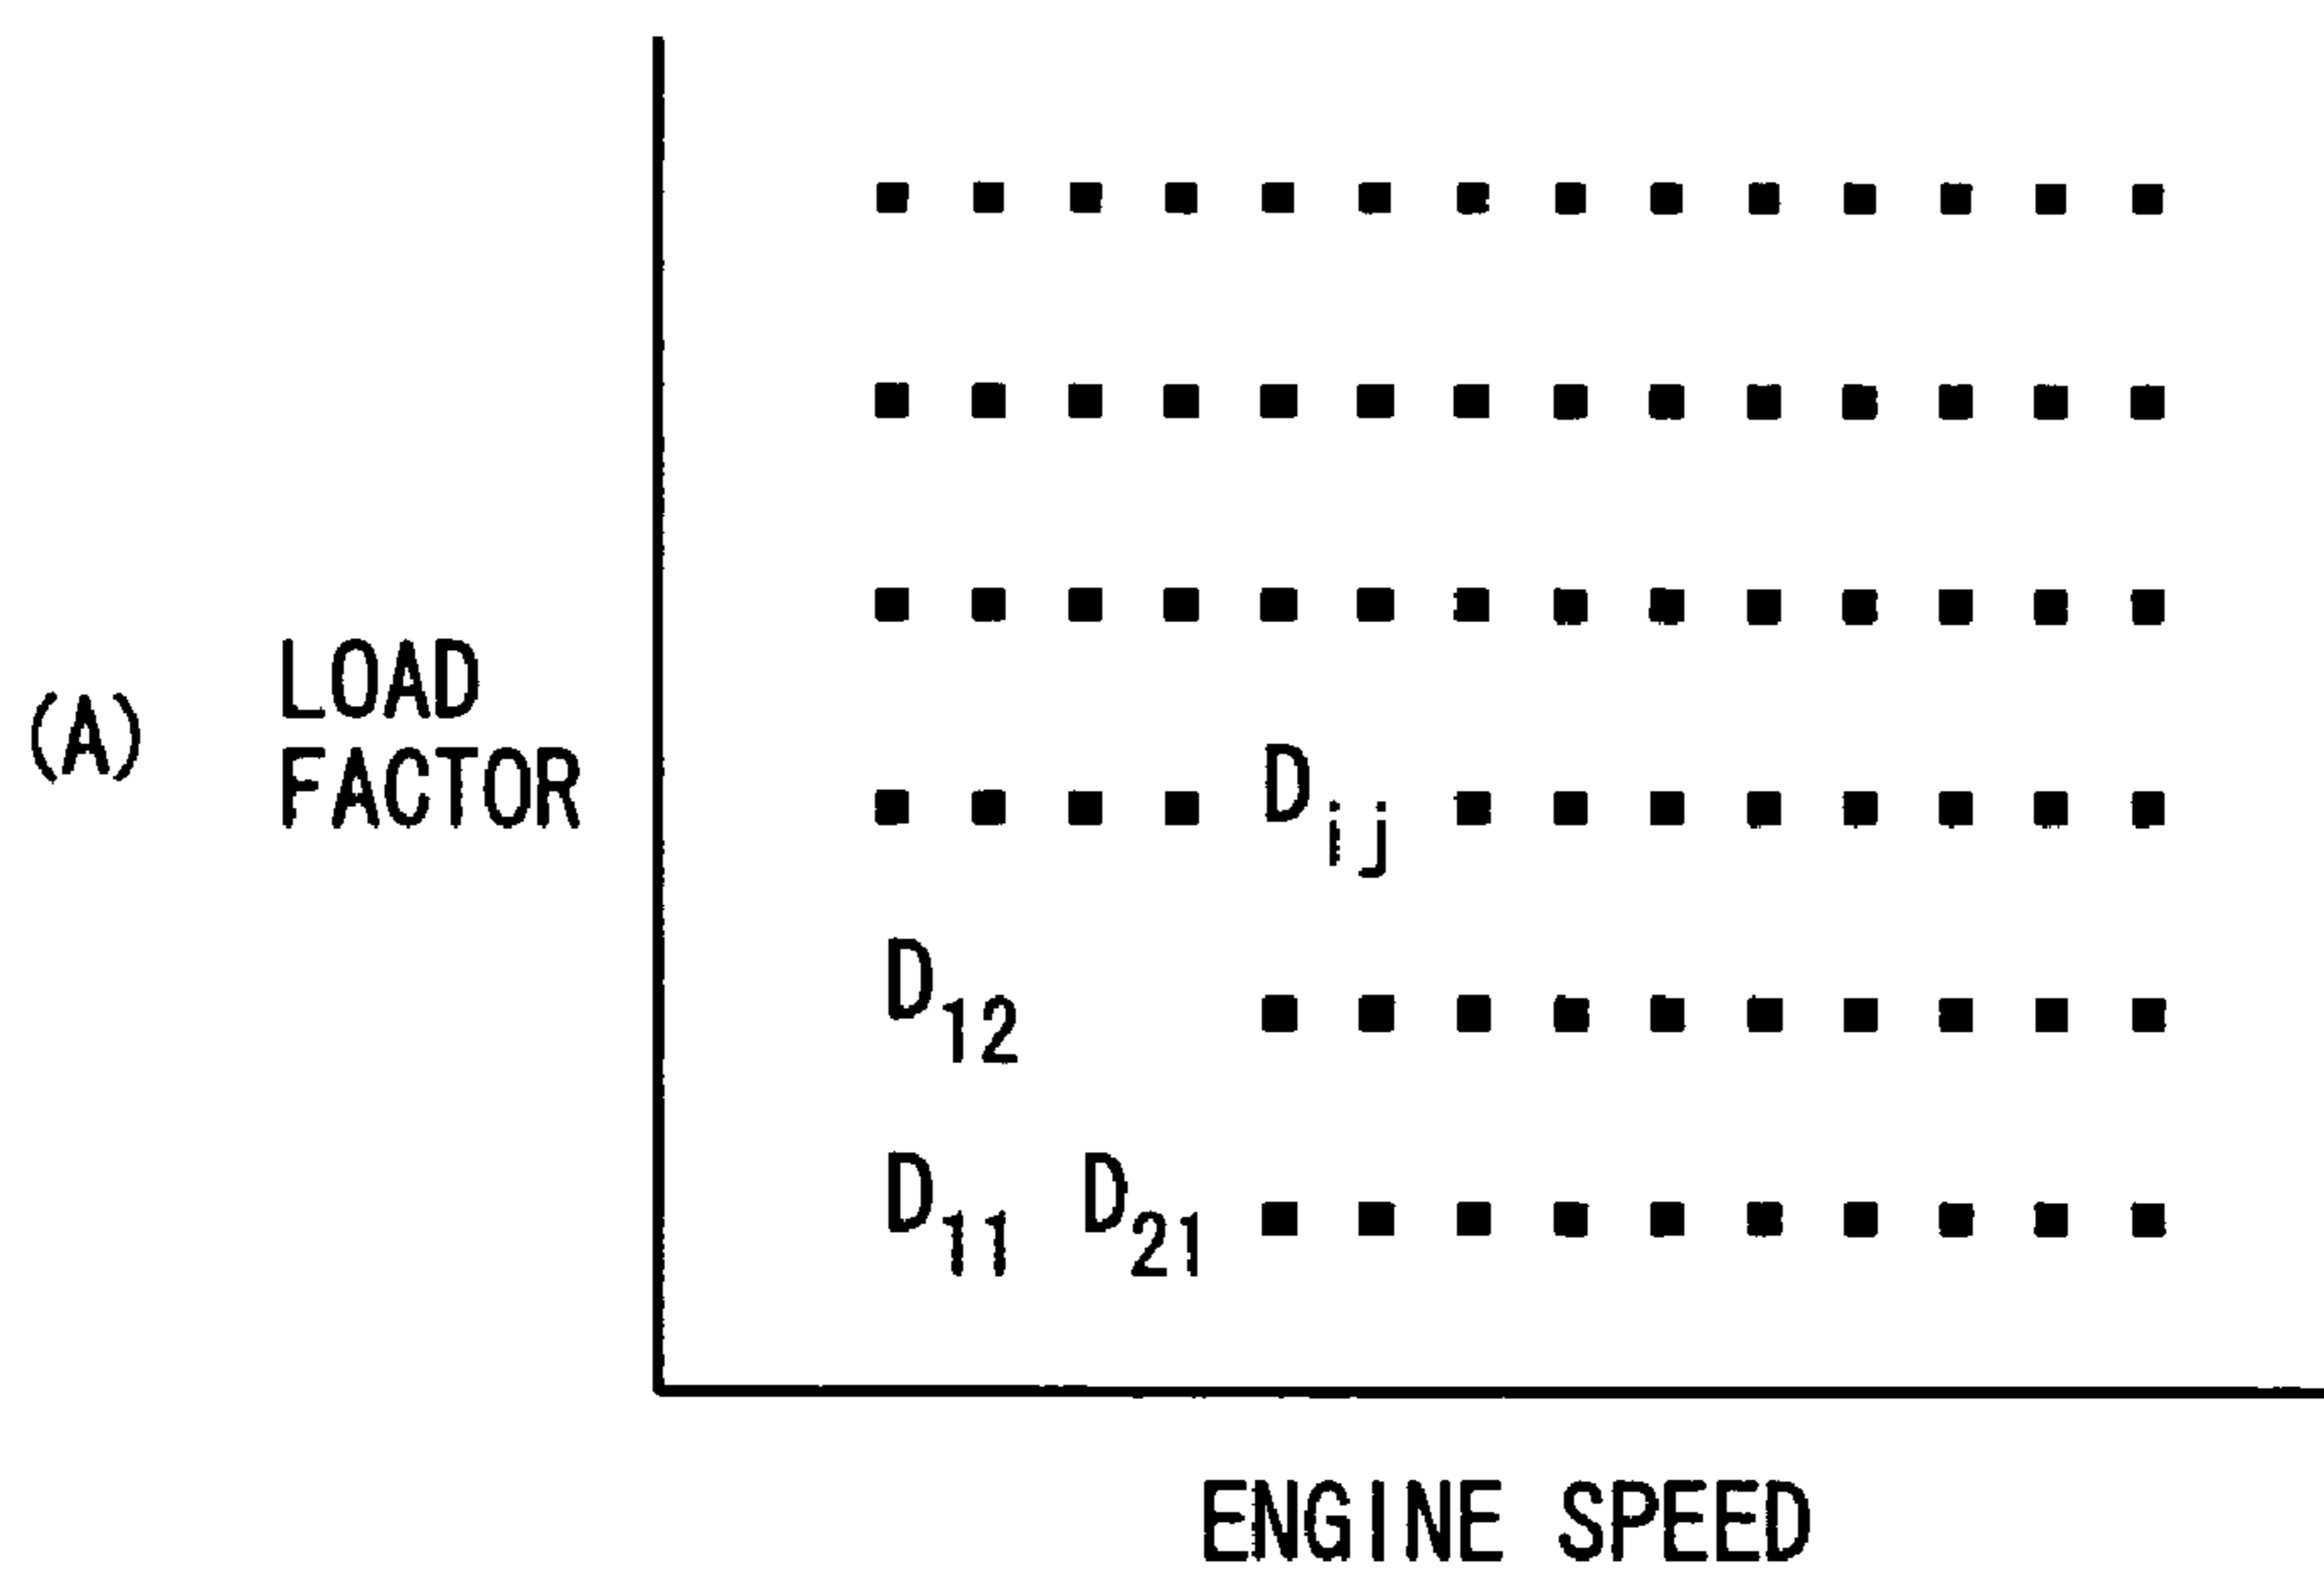 (A)
LOAD
FACTOR
D_ij
D_12
D_11 D_21
ENGINE SPEED